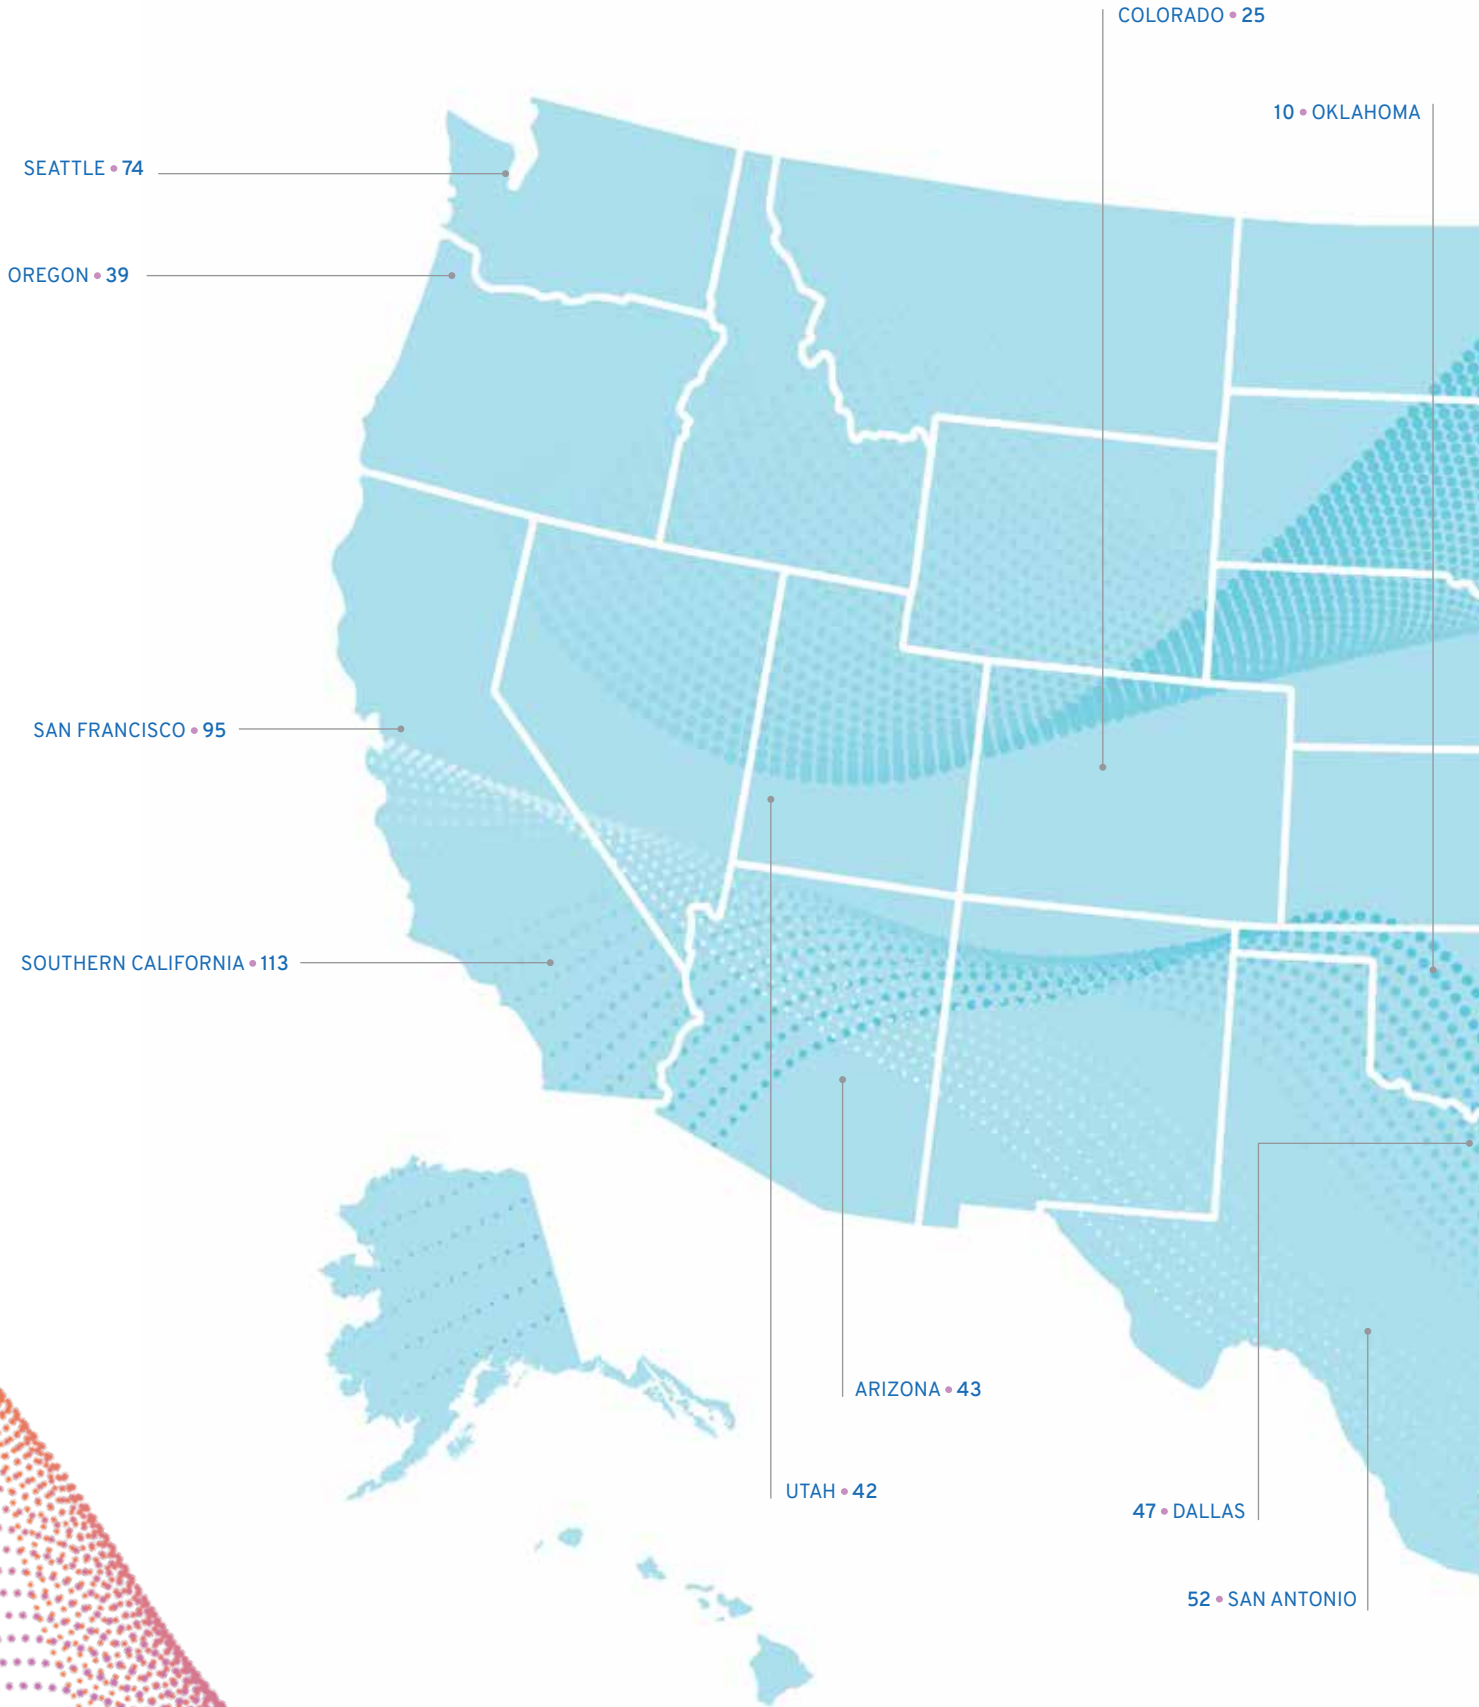 COLORADO • 25
10 • OKLAHOMA
SEATTLE • 74
OREGON • 39
SAN FRANCISCO • 95
SOUTHERN CALIFORNIA • 113
ARIZONA • 43
UTAH • 42
47 • DALLAS
52 • SAN ANTONIO